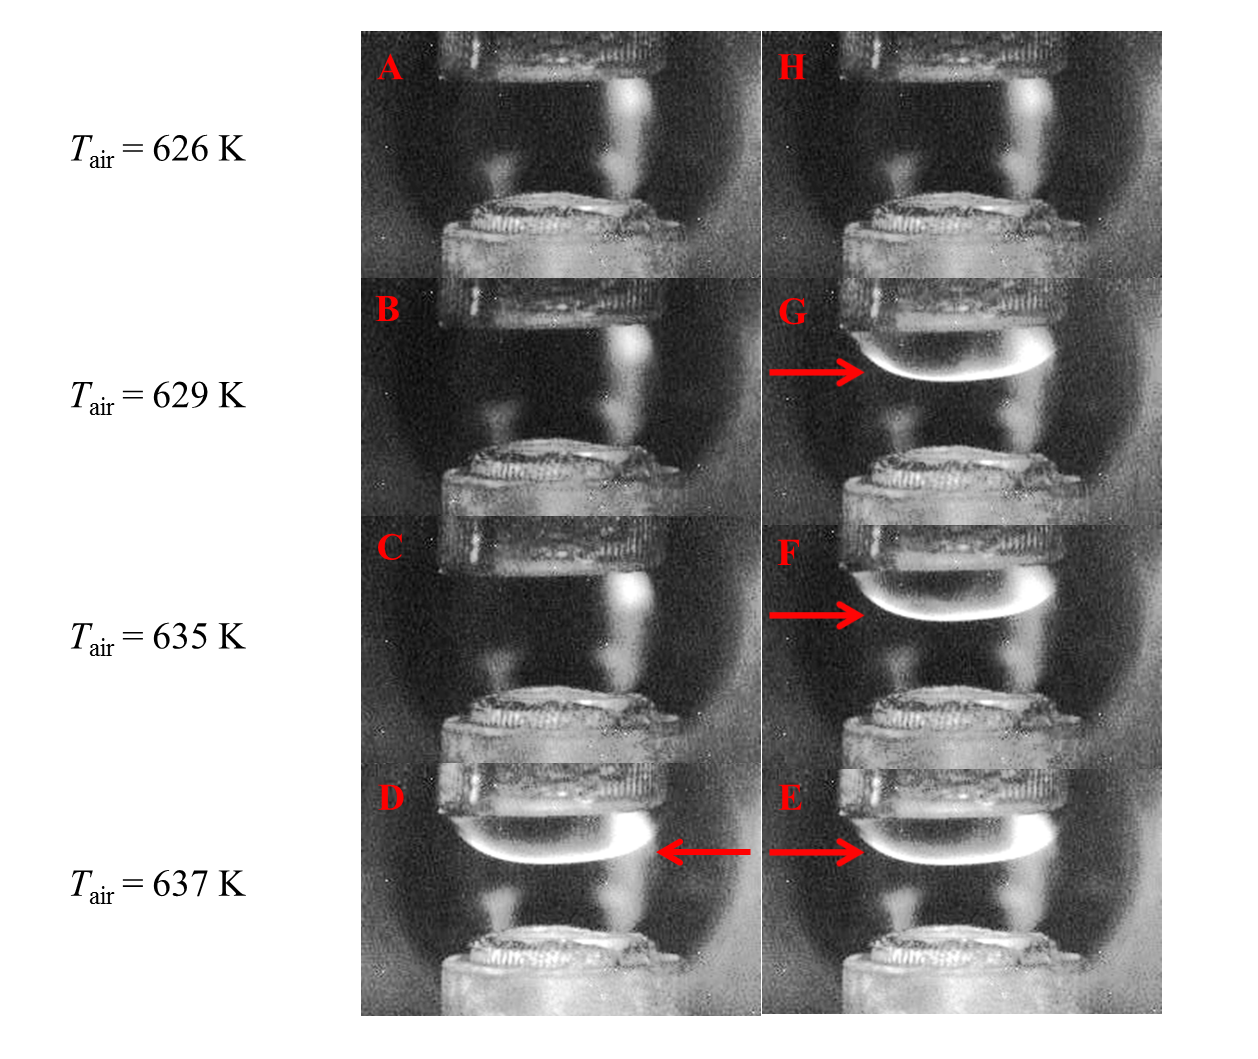 A
H
T_air = 626 K
B
G
T_air = 629 K
C
F
T_air = 635 K
D
E
T_air = 637 K